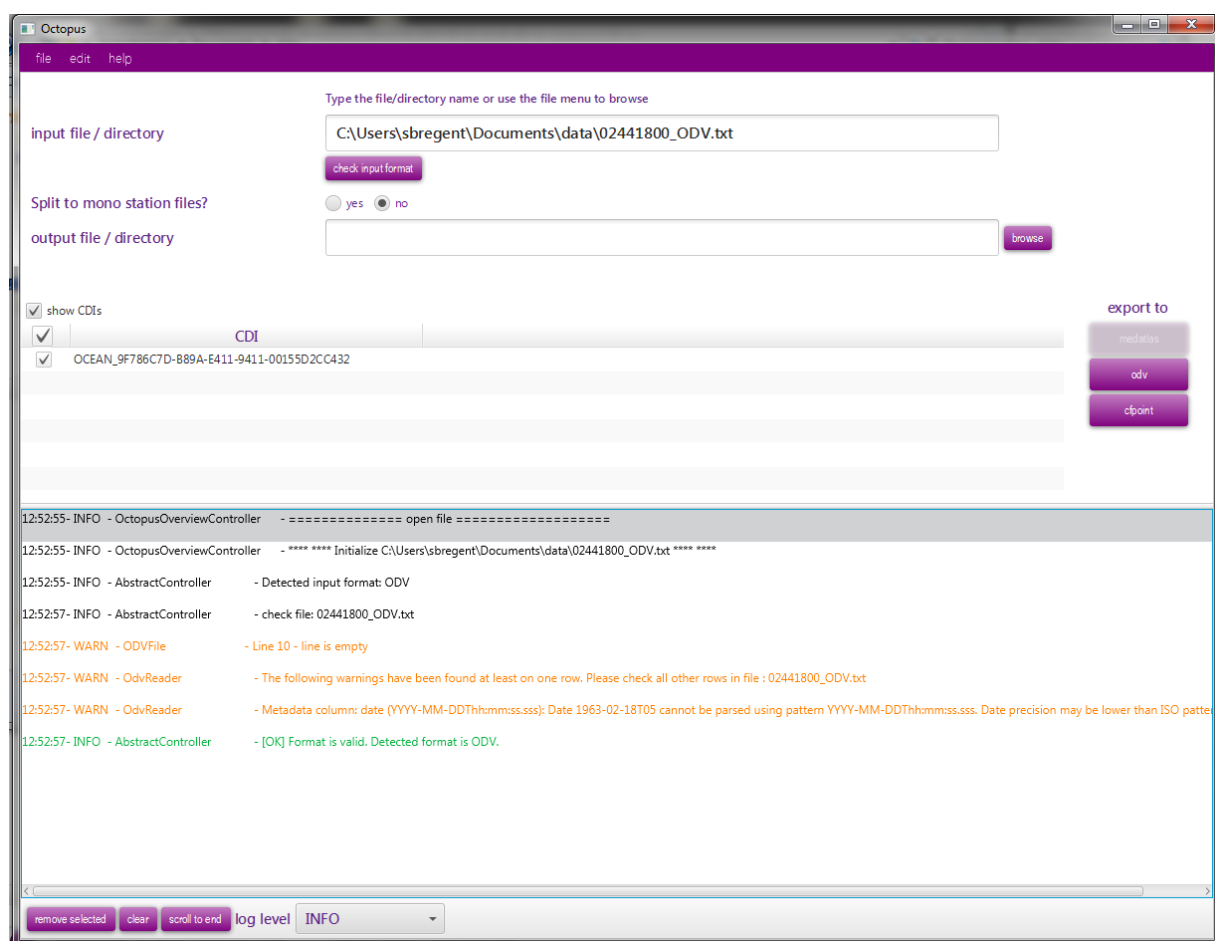 Octopus
file edit help
Type the file/directory name or use the file menu to browse
input file / directory
C:\Users\sbregent\Documents\data\02441800_ODV.txt
check input format
Split to mono station files?
yes no
output file / directory
browse
show CDIs
export to
CDI
medatlas
OCEAN_9F786C7D-B89A-E411-9411-00155D2CC432
odv
cfpoint
12:52:55- INFO - OctopusOverviewController - ============== open file ===================
12:52:55- INFO - OctopusOverviewController - **** **** Initialize C:\Users\sbregent\Documents\data\02441800_ODV.txt **** ****
12:52:55- INFO - AbstractController - Detected input format: ODV
12:52:57- INFO - AbstractController - check file: 02441800_ODV.txt
12:52:57- WARN - ODVFile - Line 10 - line is empty
12:52:57- WARN - OdvReader - The following warnings have been found at least on one row. Please check all other rows in file : 02441800_ODV.txt
12:52:57- WARN - OdvReader - Metadata column: date (YYYY-MM-DDThh:mm:ss.sss): Date 1963-02-18T05 cannot be parsed using pattern YYYY-MM-DDThh:mm:ss.sss. Date precision may be lower than ISO patter
12:52:57- INFO - AbstractController - [OK] Format is valid. Detected format is ODV.
remove selected clear scroll to end log level INFO